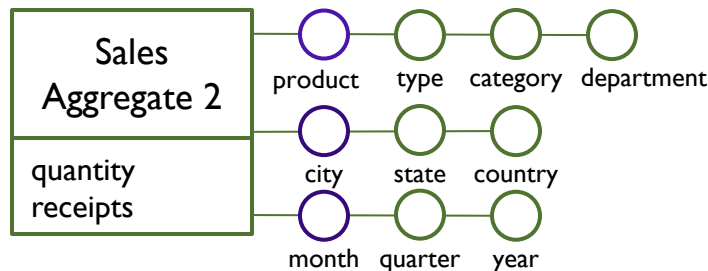 Sales
Aggregate 2
quantity
receipts
product type category department
city state country
month quarter year